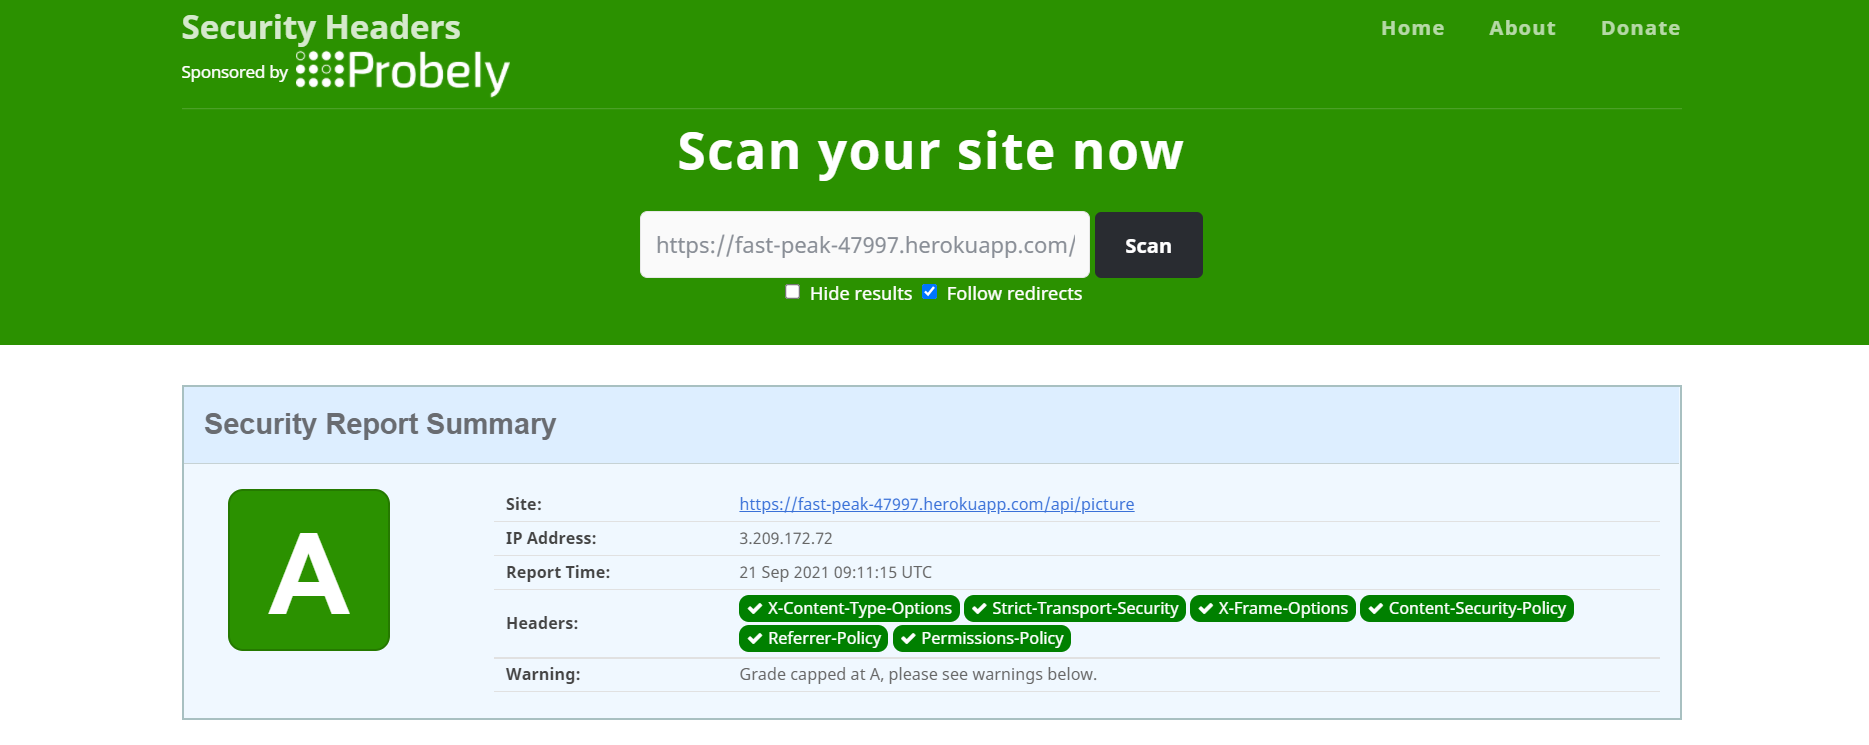 Security Headers
Home About Donate
Sponsored by Probely
Scan your site now
https://fast-peak-47997.herokuapp.com/
Scan
Hide results Follow redirects
Security Report Summary
A
Site: https://fast-peak-47997.herokuapp.com/api/picture
IP Address: 3.209.172.72
Report Time: 21 Sep 2021 09:11:15 UTC
Headers: X-Content-Type-Options Strict-Transport-Security X-Frame-Options Content-Security-Policy
Referrer-Policy Permissions-Policy
Warning: Grade capped at A, please see warnings below.